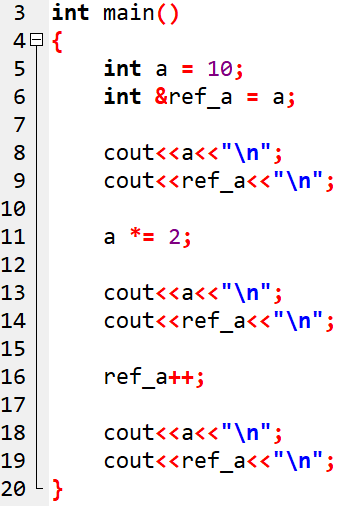 3 int main()
4 {
5 int a = 10;
6 int &ref_a = a;
7
8 cout<<a<<"\n";
9 cout<<ref_a<<"\n";
10
11 a *= 2;
12
13 cout<<a<<"\n";
14 cout<<ref_a<<"\n";
15
16 ref_a++;
17
18 cout<<a<<"\n";
19 cout<<ref_a<<"\n";
20 }